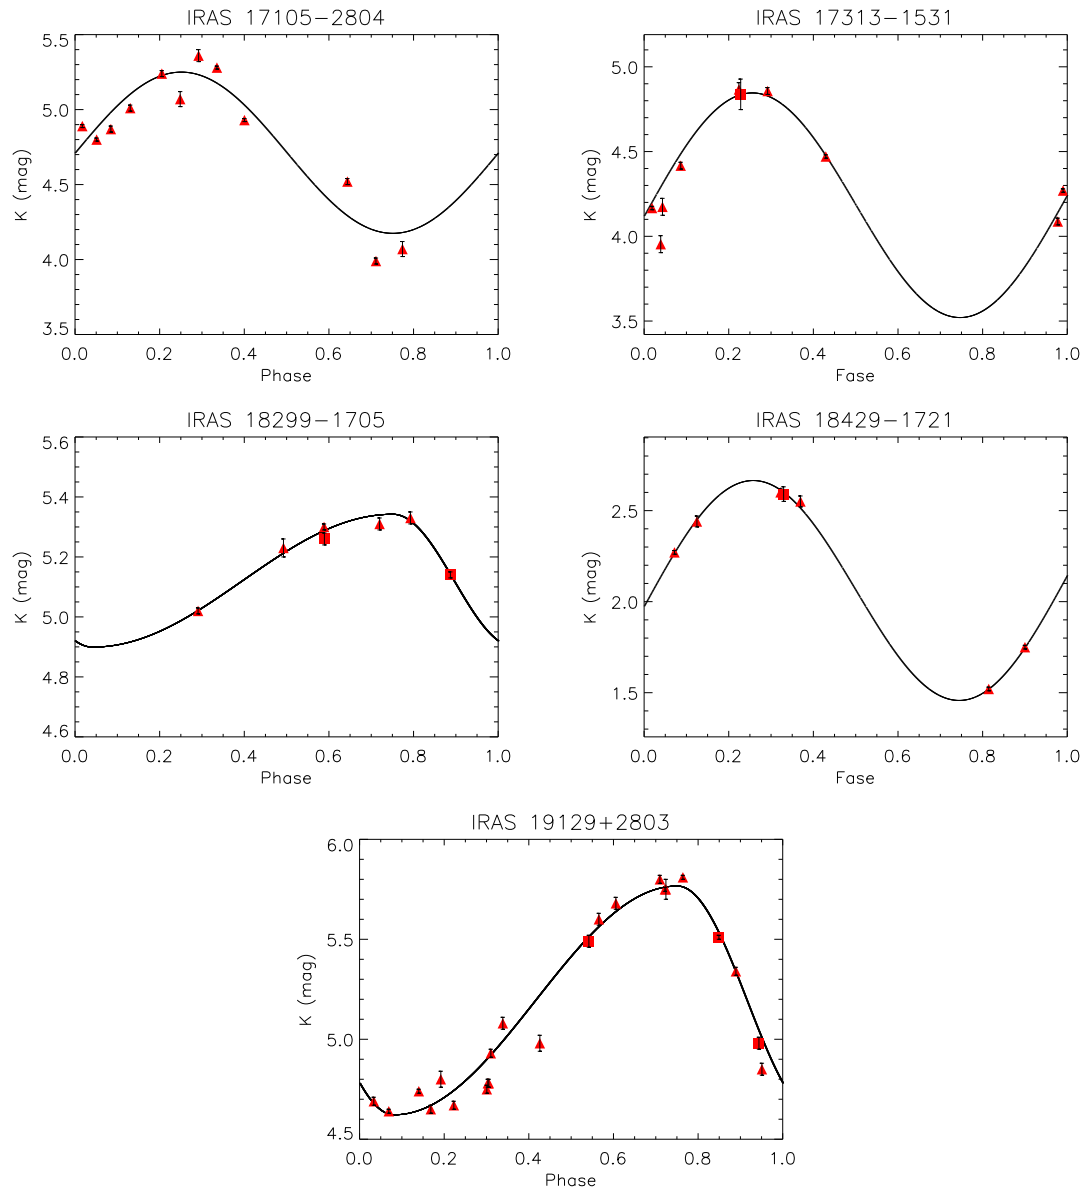 IRAS 17105−2804
5.5
5.0
4.5
4.0
3.5
K (mag)
0.0 0.2 0.4 0.6 0.8 1.0
Phase
IRAS 17313−1531
5.0
4.5
4.0
3.5
K (mag)
0.0 0.2 0.4 0.6 0.8 1.0
Fase
IRAS 18299−1705
5.6
5.4
5.2
5.0
4.8
4.6
K (mag)
0.0 0.2 0.4 0.6 0.8 1.0
Phase
IRAS 18429−1721
2.5
2.0
1.5
K (mag)
0.0 0.2 0.4 0.6 0.8 1.0
Fase
IRAS 19129+2803
6.0
5.5
5.0
4.5
K (mag)
0.0 0.2 0.4 0.6 0.8 1.0
Phase